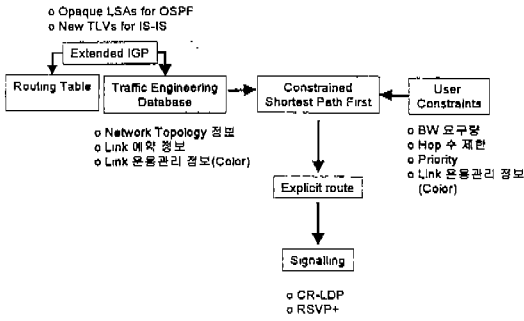 o Opaque LSAs for OSPF
o New TLVs for IS-IS
Extended IGP
Routing Table
Traffic Engineering
Database
Constrained
Shortest Path First
User
Constraints
o Network Topology 정보
o Link 예약 정보
o Link 운용관리 정보(Color)
o BW 요구량
o Hop 수 제한
o Priority
o Link 운용관리 정보
(Color)
Explicit route
Signalling
o CR-LDP
o RSVP+